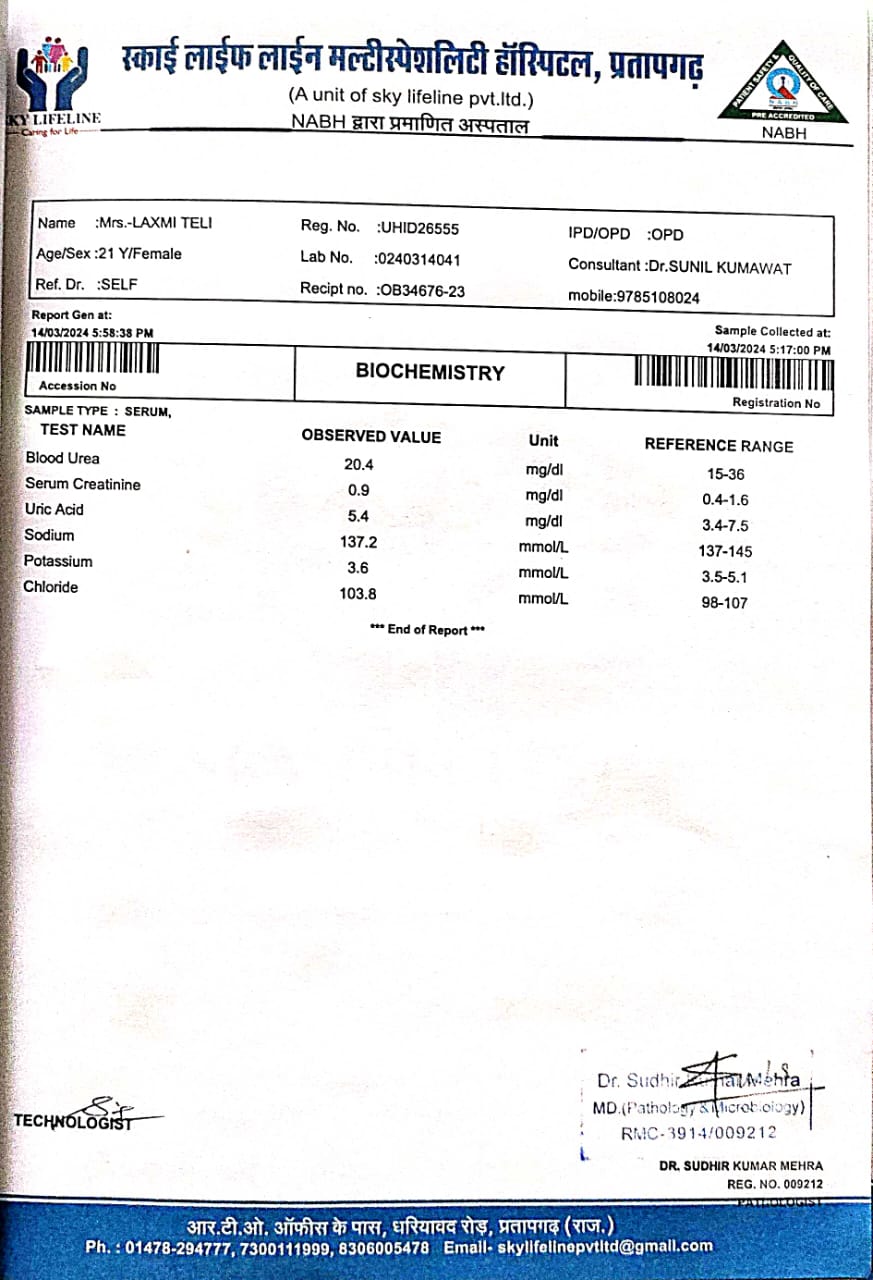 स्काई लाईफ लाईन मल्टीस्पेशलिटी हॉस्पिटल, प्रतापगढ़
(A unit of sky lifeline pvt.ltd.)
NABH द्वारा प्रमाणित अस्पताल
KY LIFELINE
Caring for Life
PATIENT SAFETY & QUALITY OF CARE
NABH
PRE ACCREDITED
NABH
Name :Mrs.-LAXMI TELI Reg. No. :UHID26555 IPD/OPD :OPD
Age/Sex :21 Y/Female Lab No. :0240314041 Consultant :Dr.SUNIL KUMAWAT
Ref. Dr. :SELF Recipt no. :OB34676-23 mobile:9785108024
Report Gen at: Sample Collected at:
14/03/2024 5:58:38 PM 14/03/2024 5:17:00 PM
BIOCHEMISTRY
Accession No Registration No
SAMPLE TYPE : SERUM,
TEST NAME OBSERVED VALUE Unit REFERENCE RANGE
Blood Urea 20.4 mg/dl 15-36
Serum Creatinine 0.9 mg/dl 0.4-1.6
Uric Acid 5.4 mg/dl 3.4-7.5
Sodium 137.2 mmol/L 137-145
Potassium 3.6 mmol/L 3.5-5.1
Chloride 103.8 mmol/L 98-107
*** End of Report ***
Dr. Sudhir Kumar Mehra
MD.(Pathology & Microbiology)
RMC-3914/009212
TECHNOLOGIST
DR. SUDHIR KUMAR MEHRA
REG. NO. 009212
PATHOLOGIST
आर.टी.ओ. ऑफीस के पास, धरियावद रोड़, प्रतापगढ़ (राज.)
Ph. : 01478-294777, 7300111999, 8306005478 Email- skylifelinepvtltd@gmail.com